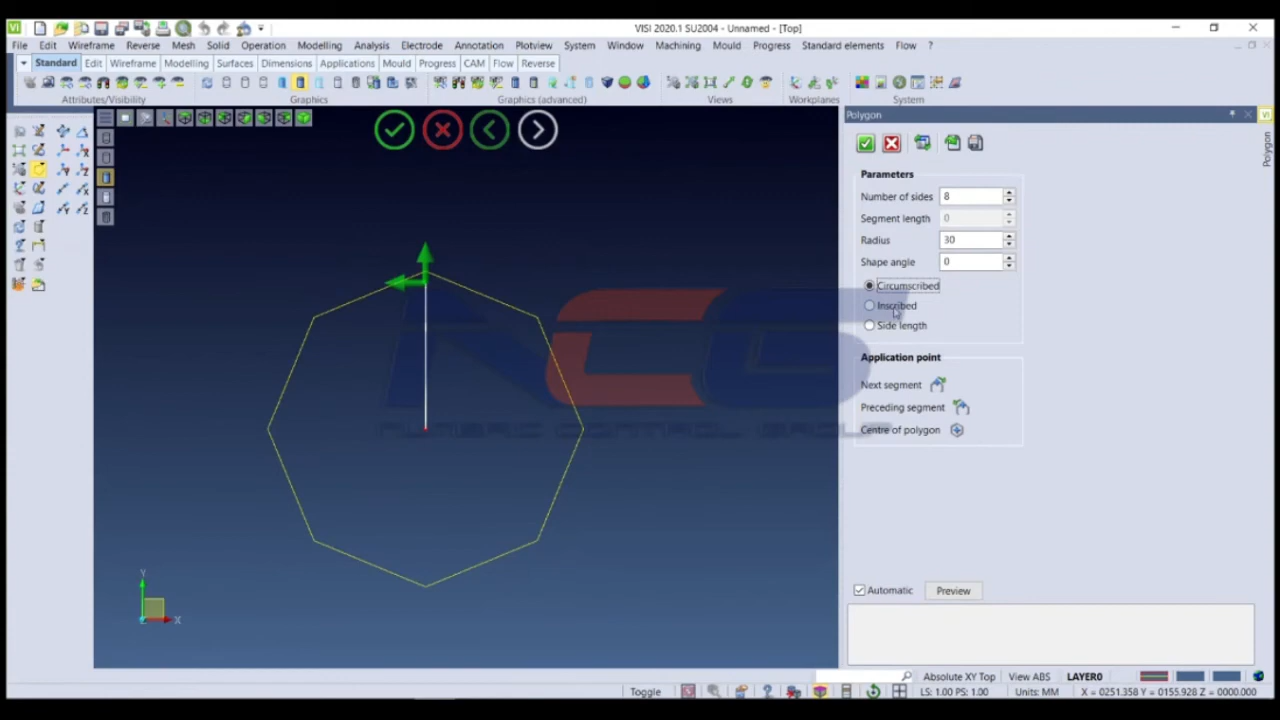 VISI 2020.1 SU2004 - Unnamed - [Top]
File Edit Wireframe Reverse Mesh Solid Operation Modelling Analysis Electrode Annotation Plotview System Window Machining Mould Progress Standard elements Flow ?
Standard Edit Wireframe Modelling Surfaces Dimensions Applications Mould Progress CAM Flow Reverse
Attributes/Visibility Graphics Graphics (advanced) Views Workplanes System
Polygon
Polygon
Parameters
Number of sides 8
Segment length 0
Radius 30
Shape angle 0
Circumscribed
Inscribed
Side length
NCG
Application point
Next segment
Preceding segment
Centre of polygon
Automatic Preview
Y
X
Z
Absolute XY Top View ABS LAYER0
Toggle LS: 1.00 PS: 1.00 Units: MM X = 0251.358 Y = 0155.928 Z = 0000.000